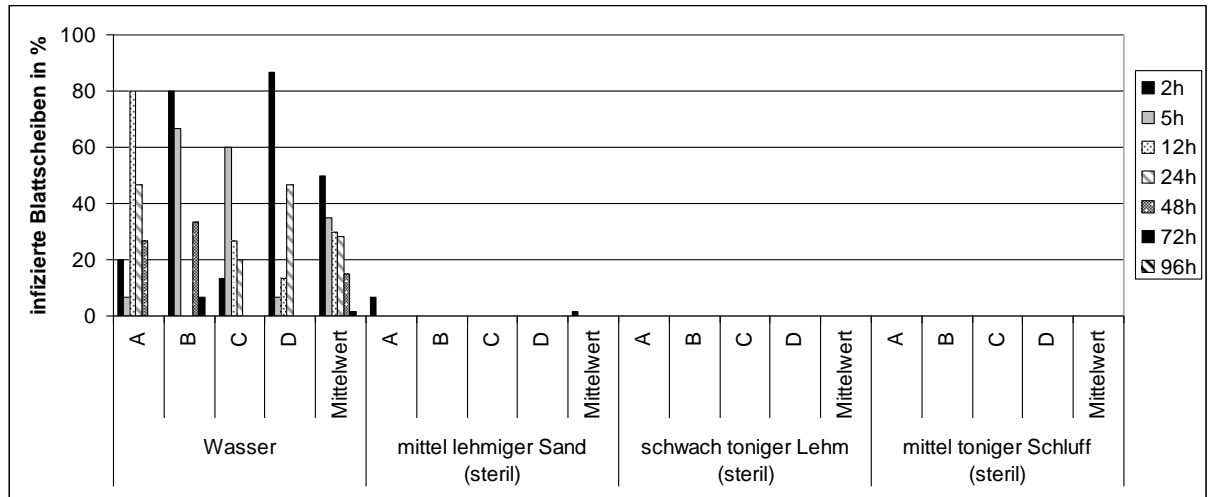 infizierte Blattscheiben in %
100
80
60
40
20
0
A B C D Mittelwert A B C D Mittelwert A B C D Mittelwert A B C D Mittelwert
Wasser mittel lehmiger Sand schwach toniger Lehm mittel toniger Schluff
(steril) (steril) (steril)
2h
5h
12h
24h
48h
72h
96h